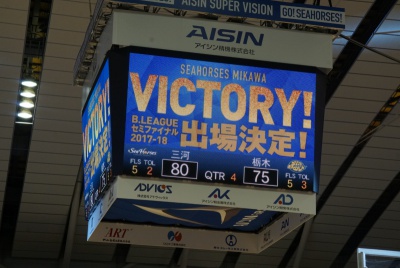 AISIN SUPER VISION GO! SEAHORSES!
AISIN
アイシン精機株式会社
SEAHORSES MIKAWA
VICTORY!
B.LEAGUE
セミファイナル
2017-18
出場決定!
SeaHorses
FLS TOL
5 2
三河
80
QTR 4
栃木
75
FLS TOL
5 3
ADVICS
AK
AD
ART